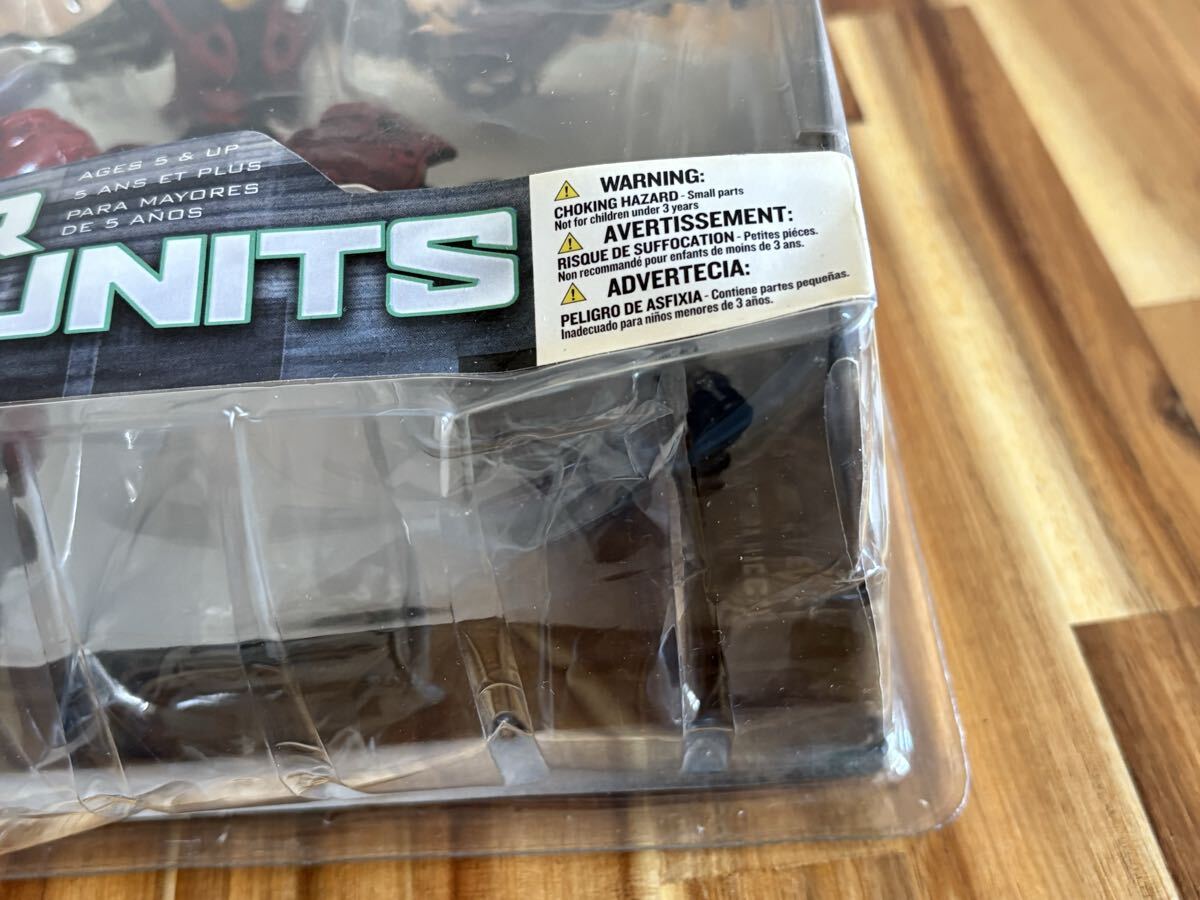 AGES 5 & UP
5 ANS ET PLUS
PARA MAYORES
DE 5 AÑOS
R
UNITS
WARNING:
CHOKING HAZARD - Small parts
Not for children under 3 years
AVERTISSEMENT:
RISQUE DE SUFFOCATION - Petites piéces.
Non recommandé pour enfants de moins de 3 ans.
ADVERTECIA:
PELIGRO DE ASFIXIA - Contiene partes pequeñas.
Inadecuado para niños menores de 3 años.